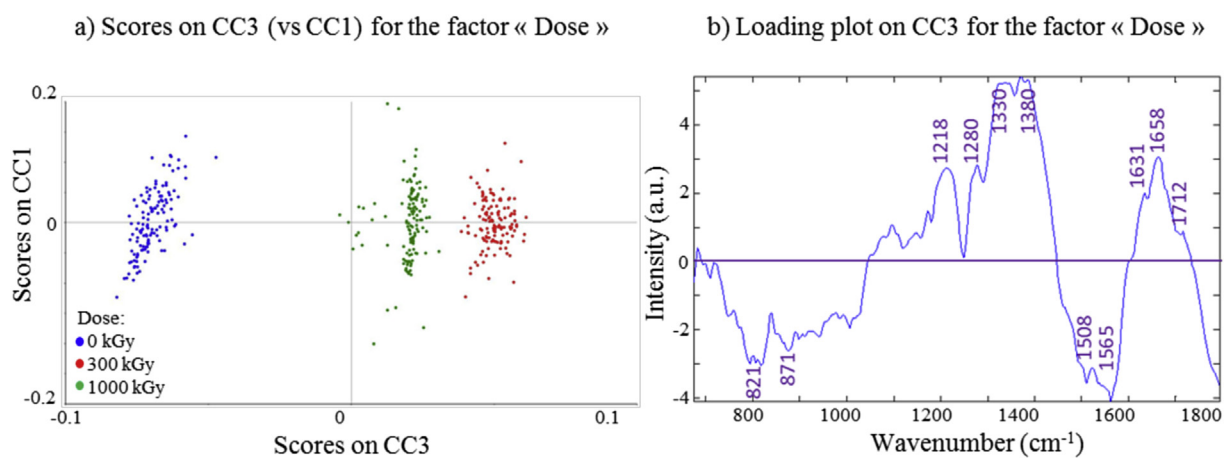 a) Scores on CC3 (vs CC1) for the factor « Dose »
0.2
Scores on CC1
0
-0.2
Dose:
0 kGy
300 kGy
1000 kGy
-0.1
0
0.1
Scores on CC3
b) Loading plot on CC3 for the factor « Dose »
Intensity (a.u.)
4
2
0
-2
-4
821
871
1218
1280
1330
1380
1508
1565
1631
1658
1712
800
1000
1200
1400
1600
1800
Wavenumber (cm⁻¹)